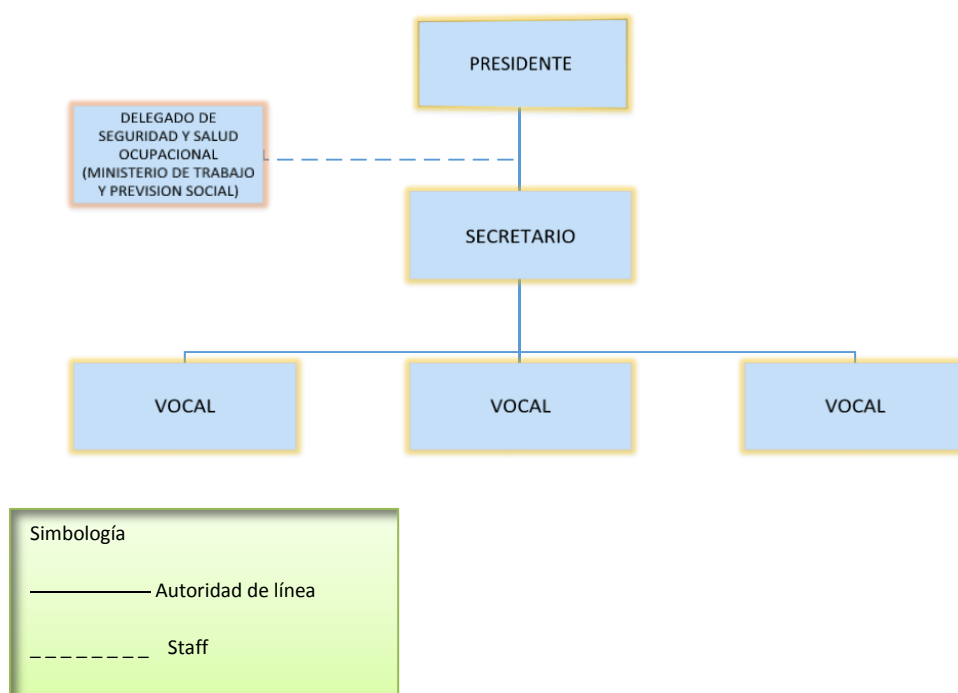 PRESIDENTE
DELEGADO DE
SEGURIDAD Y SALUD
OCUPACIONAL
(MINISTERIO DE TRABAJO
Y PREVISION SOCIAL)
SECRETARIO
VOCAL
VOCAL
VOCAL
Simbología
Autoridad de línea
Staff